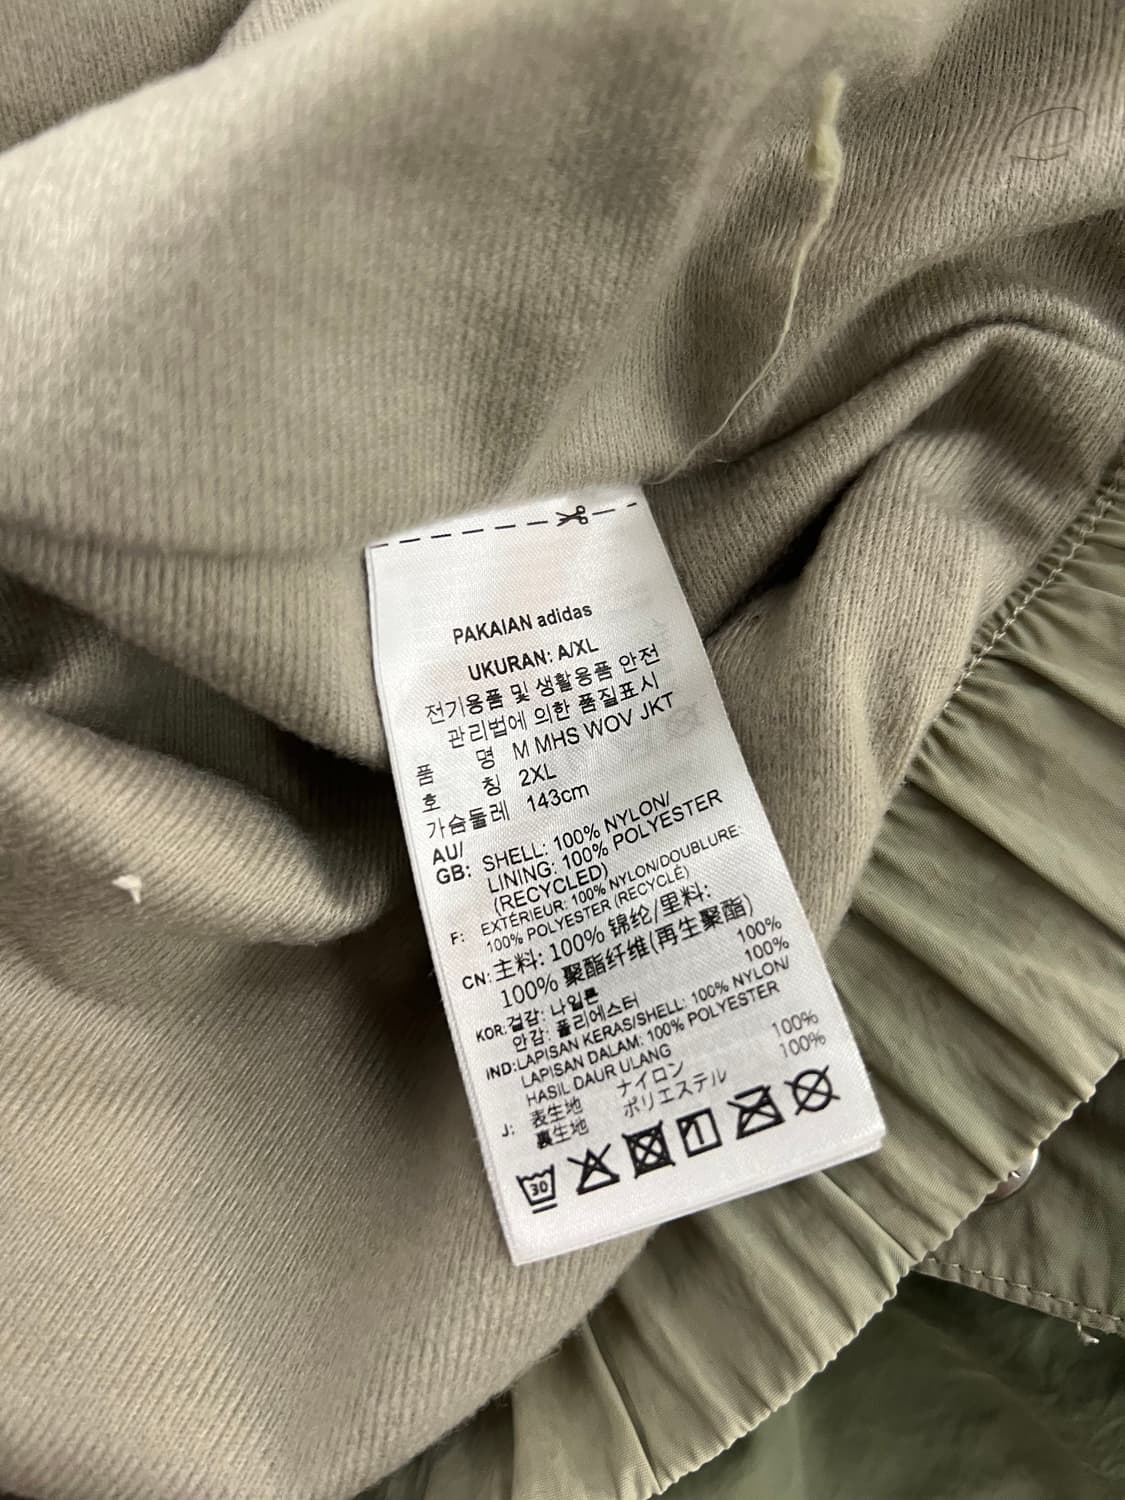 PAKAIAN adidas
UKURAN: A/XL
전기용품 및 생활용품 안전
관리법에 의한 품질표시
품 명 M MHS WOV JKT
호 칭 2XL
가슴둘레 143cm
AU/
GB: SHELL: 100% NYLON/
LINING: 100% POLYESTER
(RECYCLED)
F: EXTÉRIEUR: 100% NYLON/DOUBLURE:
100% POLYESTER (RECYCLÉ)
CN: 主料: 100% 锦纶/里料:
100% 聚酯纤维(再生聚酯)
KOR: 겉감: 나일론 100%
안감: 폴리에스터 100%
IND: LAPISAN KERAS/SHELL: 100% NYLON/
LAPISAN DALAM: 100% POLYESTER
HASIL DAUR ULANG
J: 表生地 ナイロン 100%
裏生地 ポリエステル 100%
30